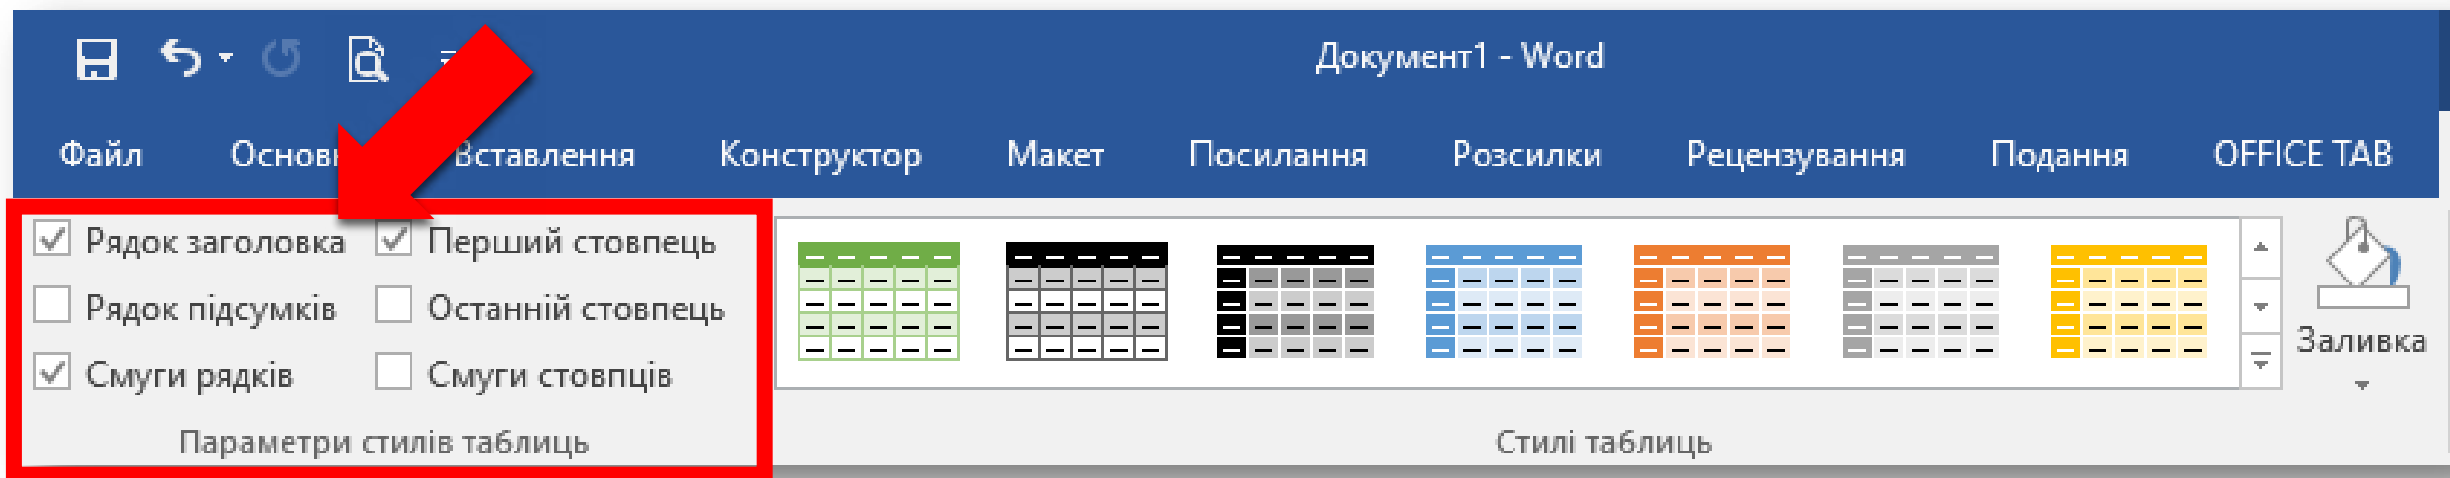 Документ1 - Word
Файл Вставлення Конструктор Макет Посилання Розсилки Рецензування Подання OFFICE TAB
Рядок заголовка Перший стовпець
Рядок підсумків Останній стовпець
Смуги рядків Смуги стовпців
Заливка
Параметри стилів таблиць Стилі таблиць